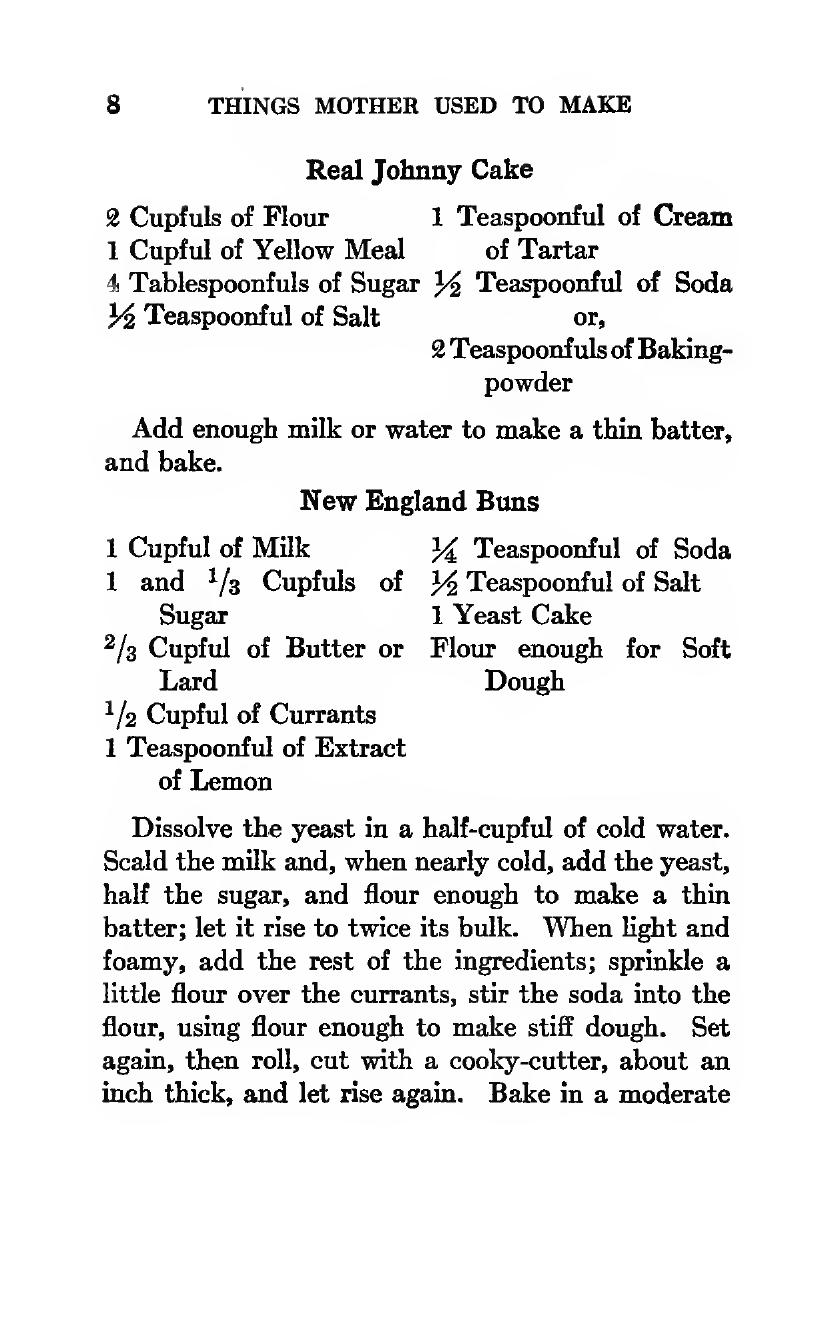 8 THINGS MOTHER USED TO MAKE
Real Johnny Cake
2 Cupfuls of Flour
1 Cupful of Yellow Meal
4 Tablespoonfuls of Sugar
½ Teaspoonful of Salt
1 Teaspoonful of Cream
of Tartar
½ Teaspoonful of Soda
or,
2 Teaspoonfuls of Baking-
powder
Add enough milk or water to make a thin batter,
and bake.
New England Buns
1 Cupful of Milk
1 and 1/3 Cupfuls of
Sugar
2/3 Cupful of Butter or
Lard
1/2 Cupful of Currants
1 Teaspoonful of Extract
of Lemon
¼ Teaspoonful of Soda
½ Teaspoonful of Salt
1 Yeast Cake
Flour enough for Soft
Dough
Dissolve the yeast in a half-cupful of cold water.
Scald the milk and, when nearly cold, add the yeast,
half the sugar, and flour enough to make a thin
batter; let it rise to twice its bulk. When light and
foamy, add the rest of the ingredients; sprinkle a
little flour over the currants, stir the soda into the
flour, using flour enough to make stiff dough. Set
again, then roll, cut with a cooky-cutter, about an
inch thick, and let rise again. Bake in a moderate